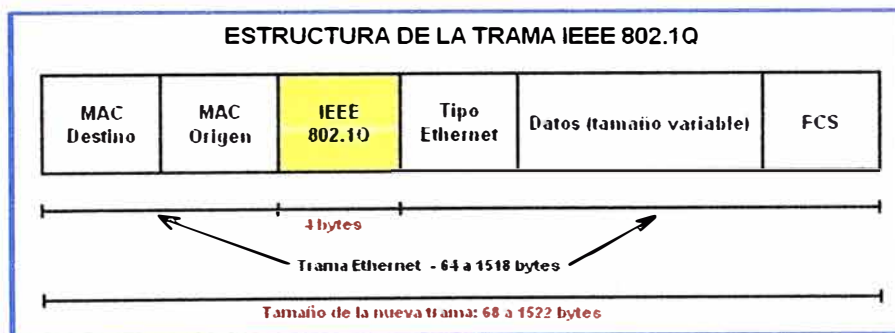 ESTRUCTURA DE LA TRAMA IEEE 802.1Q
MAC Destino
MAC Origen
IEEE 802.1Q
Tipo Ethernet
Datos (tamaño variable)
FCS
4 bytes
Trama Ethernet - 64 a 1518 bytes
Tamaño de la nueva trama: 68 a 1522 bytes